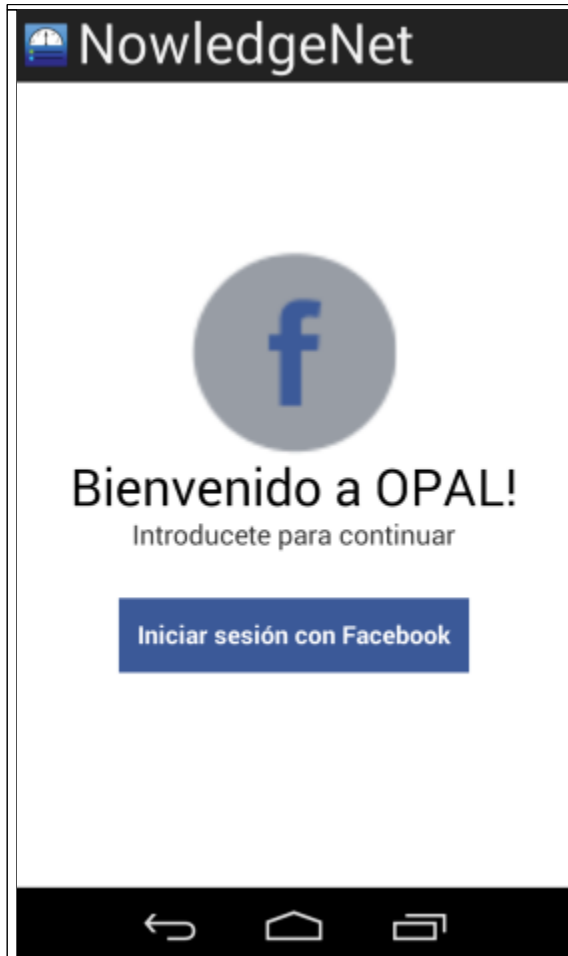 NowledgeNet
f
Bienvenido a OPAL!
Introducete para continuar
Iniciar sesión con Facebook